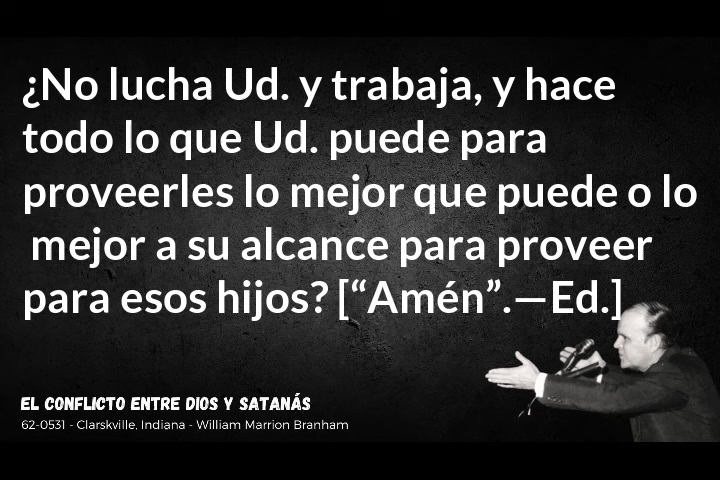 ¿No lucha Ud. y trabaja, y hace
todo lo que Ud. puede para
proveerles lo mejor que puede o lo
mejor a su alcance para proveer
para esos hijos? [“Amén”.—Ed.]
EL CONFLICTO ENTRE DIOS Y SATANÁS
62-0531 - Clarskville, Indiana - William Marrion Branham